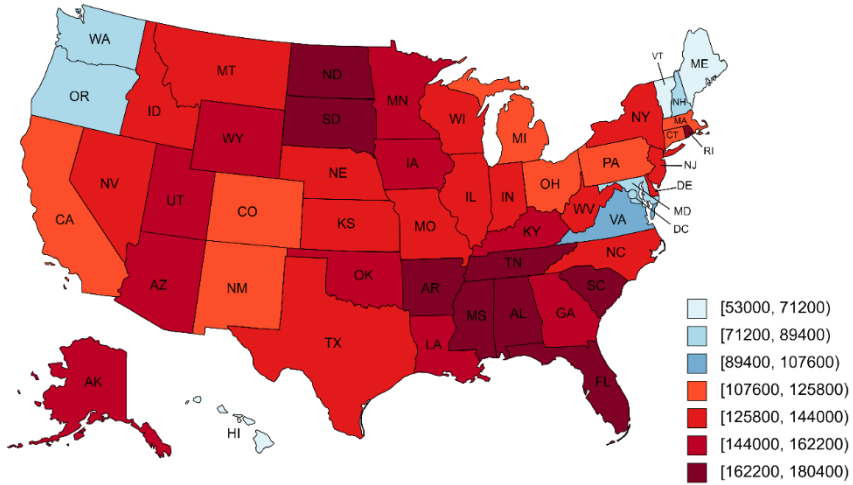 WA
MT
ND
MN
VT
ME
OR
ID
SD
WI
MI
NY
NH
MA
CT
RI
WY
IA
NE
PA
NJ
NV
UT
CO
IL
IN
OH
DE
MD
DC
CA
KS
MO
WV
VA
KY
AZ
NM
OK
AR
TN
NC
SC
TX
LA
MS
AL
GA
FL
AK
HI
[53000, 71200)
[71200, 89400)
[89400, 107600)
[107600, 125800)
[125800, 144000)
[144000, 162200)
[162200, 180400)